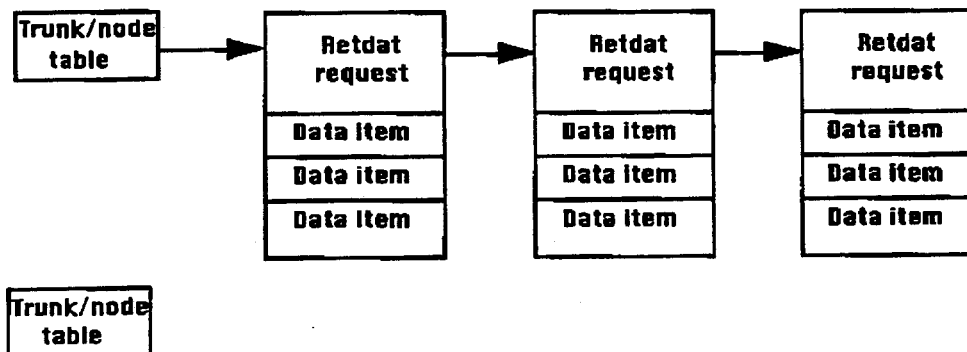 Trunk/node
table
Retdat
request
Data item
Data item
Data item
Retdat
request
Data item
Data item
Data item
Retdat
request
Data item
Data item
Data item
Trunk/node
table